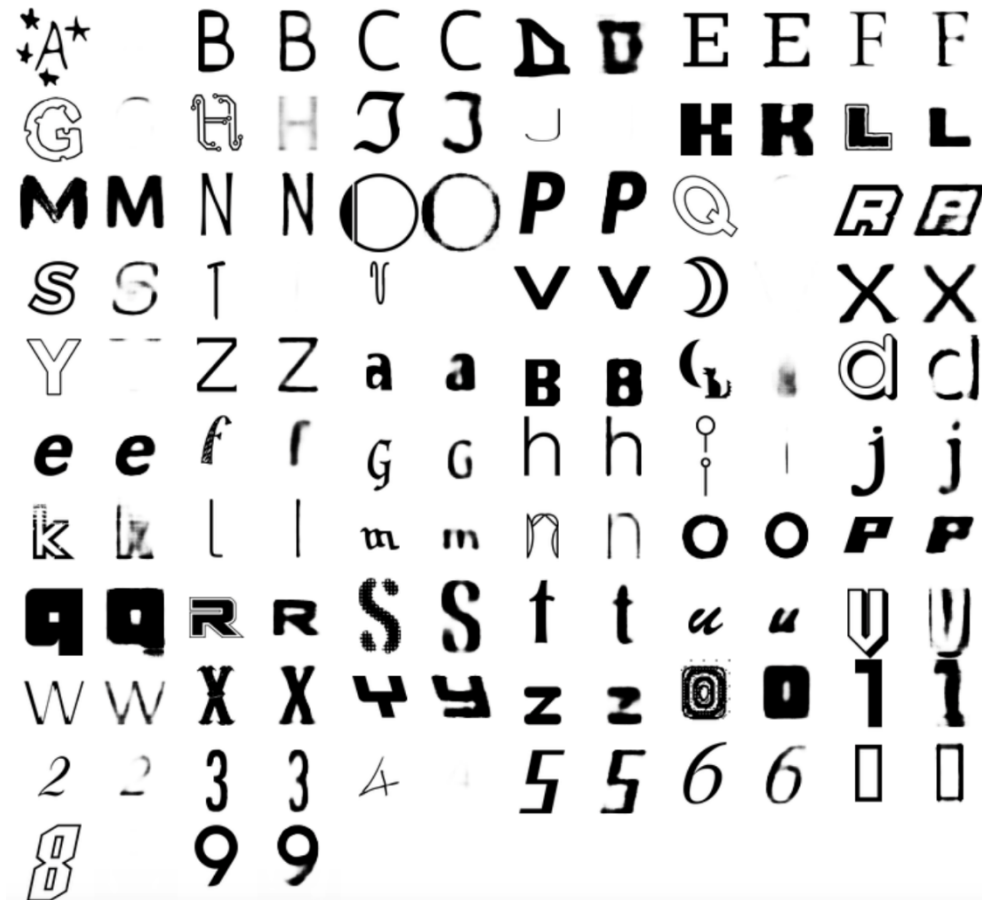 A B B C C D D E E F F
G H H I J J K K L L
M M N N O O P P Q R R
S S T U V V X X
Y Z Z a a B B d d
e e f r G G h h i j j
k k l l m m n n o o P P
q q R R S S t t u u V V
W W X X Y Y z z 0 0 1 1
2 2 3 3 4 5 5 6 6
8 9 9